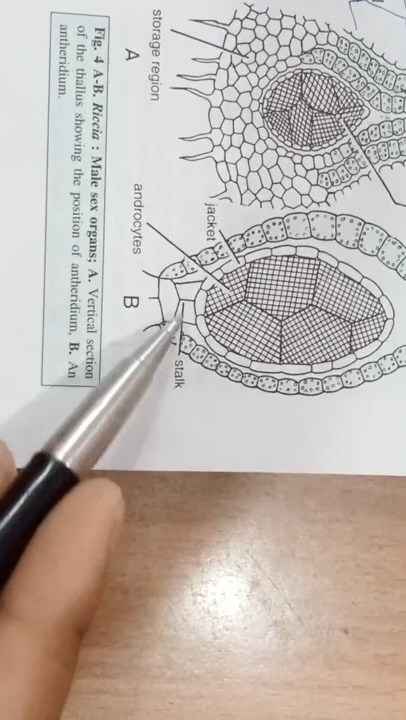 storage region
A
jacket
androcytes
B
stalk
Fig. 4 A-B. Riccia : Male sex organs; A. Vertical section
of the thallus showing the position of antheridium, B. An
antheridium.